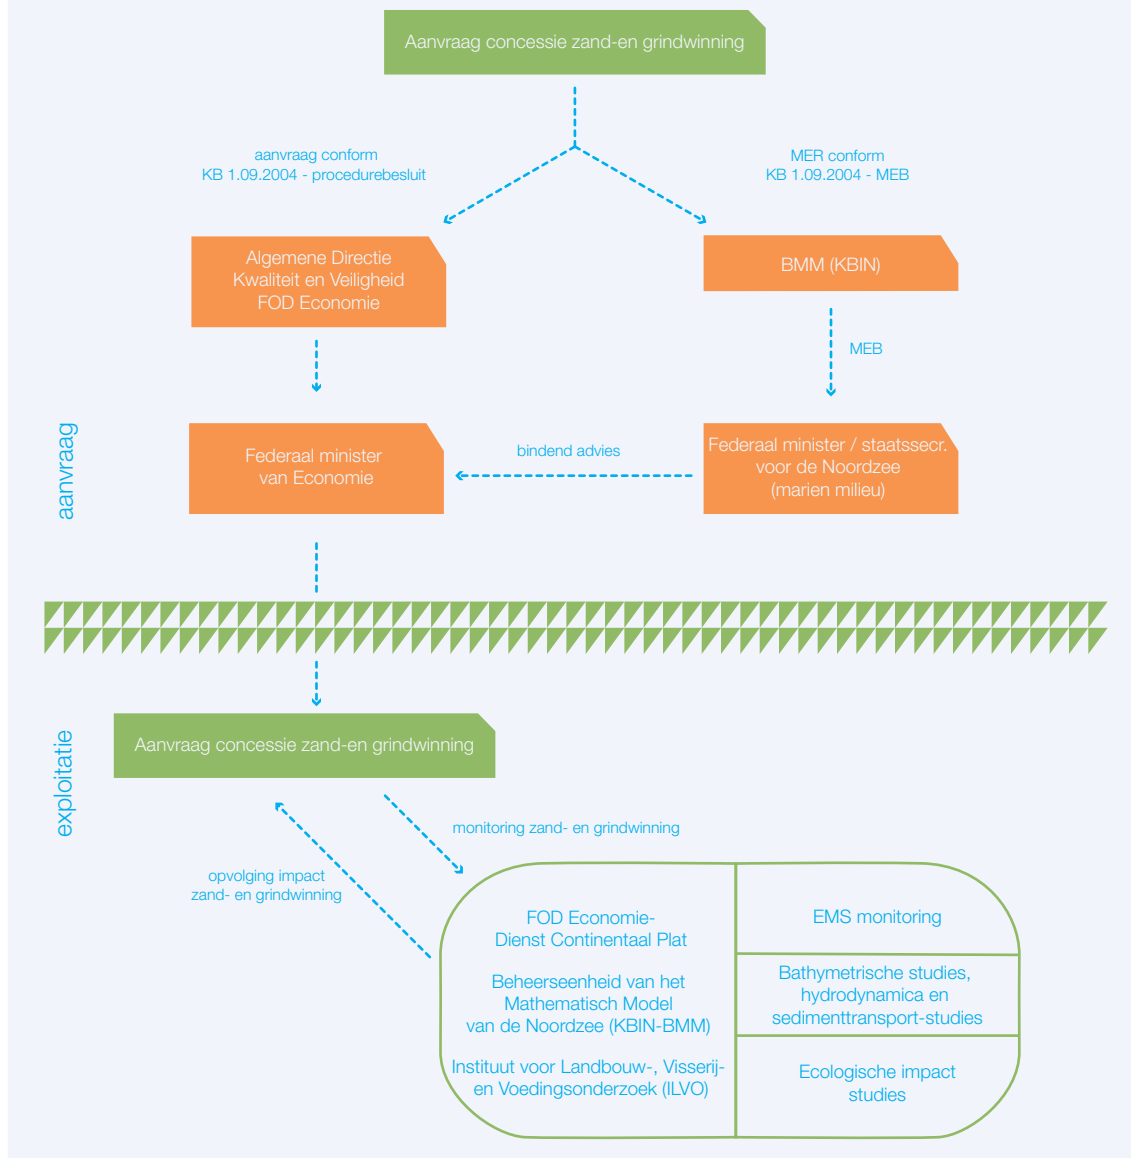 Aanvraag concessie zand-en grindwinning
aanvraag conform
KB 1.09.2004 - procedurebesluit
MER conform
KB 1.09.2004 - MEB
Algemene Directie
Kwaliteit en Veiligheid
FOD Economie
BMM (KBIN)
MEB
aanvraag
Federaal minister
van Economie
bindend advies
Federaal minister / staatssecr.
voor de Noordzee
(marien milieu)
exploitatie
Aanvraag concessie zand-en grindwinning
monitoring zand- en grindwinning
opvolging impact
zand- en grindwinning
FOD Economie-
Dienst Continentaal Plat
Beheerseenheid van het
Mathematisch Model
van de Noordzee (KBIN-BMM)
Instituut voor Landbouw-, Visserij-
en Voedingsonderzoek (ILVO)
EMS monitoring
Bathymetrische studies,
hydrodynamica en
sedimenttransport-studies
Ecologische impact
studies